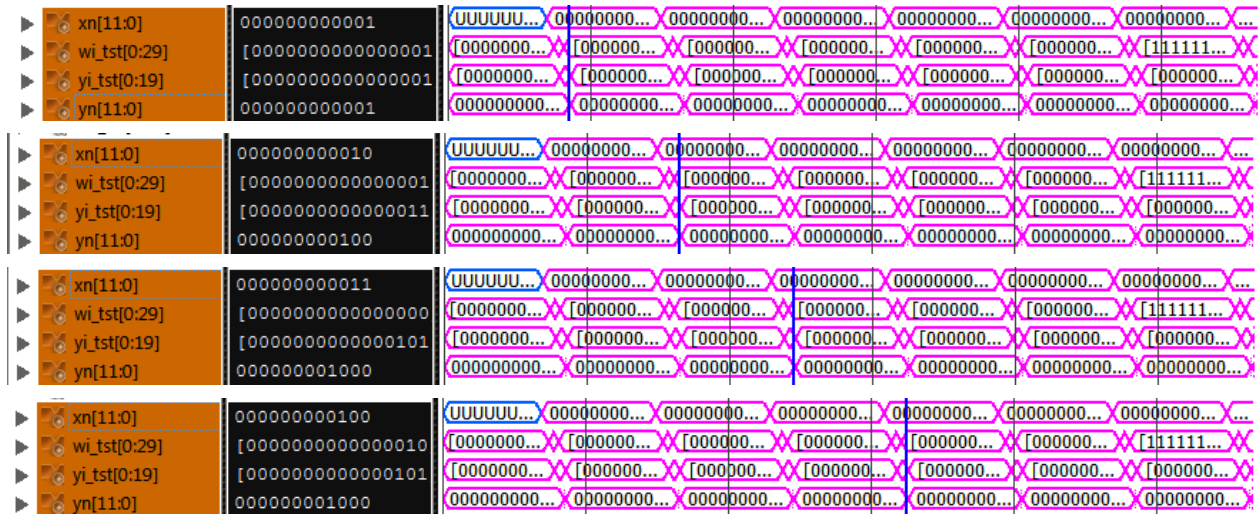 xn[11:0] 000000000001 UUUUUU... 00000000... 00000000... 00000000... 00000000... 00000000... 00000000... ...
wi_tst[0:29] [0000000000000001 [0000000... [000000... [000000... [000000... [000000... [000000... [111111...
yi_tst[0:19] [0000000000000001 [0000000... [000000... [000000... [000000... [000000... [000000... [000000...
yn[11:0] 000000000001 000000000... 00000000... 00000000... 00000000... 00000000... 00000000... 00000000...
xn[11:0] 000000000010 UUUUUU... 00000000... 00000000... 00000000... 00000000... 00000000... 00000000... ...
wi_tst[0:29] [0000000000000001 [0000000... [000000... [000000... [000000... [000000... [000000... [111111...
yi_tst[0:19] [0000000000000011 [0000000... [000000... [000000... [000000... [000000... [000000... [000000...
yn[11:0] 000000000100 000000000... 00000000... 00000000... 00000000... 00000000... 00000000... 00000000...
xn[11:0] 000000000011 UUUUUU... 00000000... 00000000... 00000000... 00000000... 00000000... 00000000... ...
wi_tst[0:29] [0000000000000000 [0000000... [000000... [000000... [000000... [000000... [000000... [111111...
yi_tst[0:19] [0000000000000101 [0000000... [000000... [000000... [000000... [000000... [000000... [000000...
yn[11:0] 000000001000 000000000... 00000000... 00000000... 00000000... 00000000... 00000000... 00000000...
xn[11:0] 000000000100 UUUUUU... 00000000... 00000000... 00000000... 00000000... 00000000... 00000000... ...
wi_tst[0:29] [0000000000000010 [0000000... [000000... [000000... [000000... [000000... [000000... [111111...
yi_tst[0:19] [0000000000000101 [0000000... [000000... [000000... [000000... [000000... [000000... [000000...
yn[11:0] 000000001000 000000000... 00000000... 00000000... 00000000... 00000000... 00000000... 00000000...